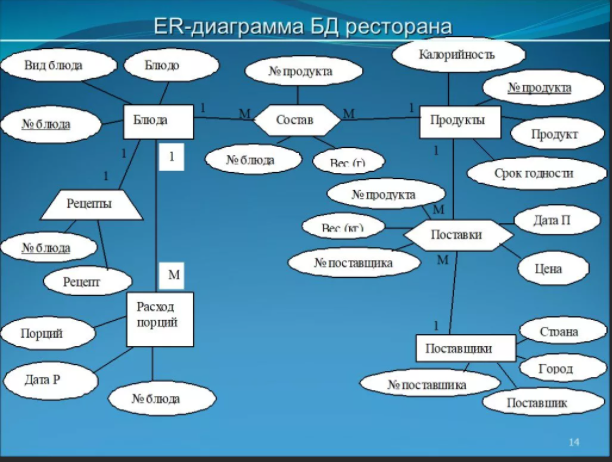 ER-диаграмма БД ресторана
Вид блюда
Блюдо
№ продукта
Калорийность
№ продукта
№ блюда
Блюда
1
М
Состав
М
1
Продукты
Продукт
1
1
№ блюда
Вес (г)
1
Срок годности
1
Рецепты
№ продукта
М
Дата П
Вес (кг)
Поставки
№ блюда
№ поставщика
М
Цена
Рецепт
М
Расход
порций
Порций
1
Страна
Поставщики
Город
Дата Р
№ блюда
№ поставщика
Поставщик
14